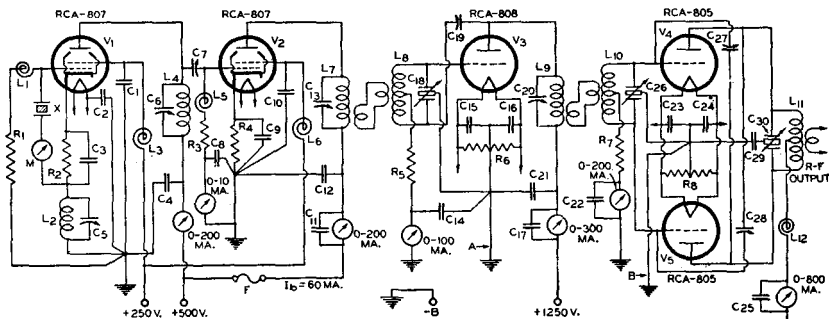 RCA-807
RCA-807
RCA-808
RCA-805
V1
V2
V3
V4
C27
C19
C7
L1
L4
L7
L8
L9
L10
L11
C1
X
C2
C6
L5
C10
C13
C18
C20
C26
C15
C16
C23
C24
C30
C29
R1
M
R2
C3
L3
R3
C8
R4
C9
L6
R5
R6
R7
R8
R-F
OUTPUT
0-10
MA.
0-200
MA.
L2
C5
C4
C12
C11
C14
C21
C22
C28
L12
0-200
MA.
0-200
MA.
0-100
MA.
A
C17
0-300
MA.
B
V5
RCA-805
C25
0-800
MA.
F
Ib = 60 MA.
+250V.
+500V.
-B
+1250 V.